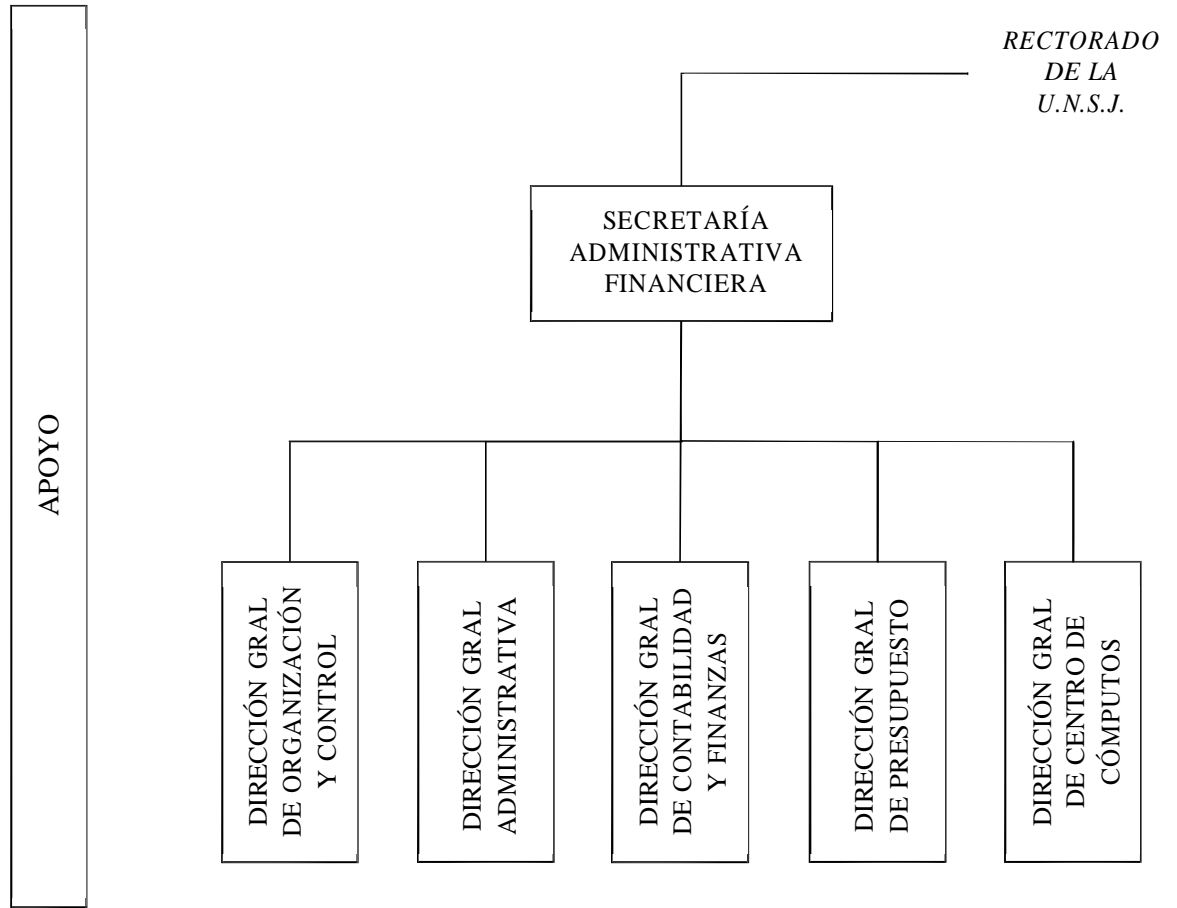 RECTORADO
DE LA
U.N.S.J.
SECRETARÍA
ADMINISTRATIVA
FINANCIERA
APOYO
DIRECCIÓN GRAL
DE ORGANIZACIÓN
Y CONTROL
DIRECCIÓN GRAL
ADMINISTRATIVA
DIRECCIÓN GRAL
DE CONTABILIDAD
Y FINANZAS
DIRECCIÓN GRAL
DE PRESUPUESTO
DIRECCIÓN GRAL
DE CENTRO DE
CÓMPUTOS